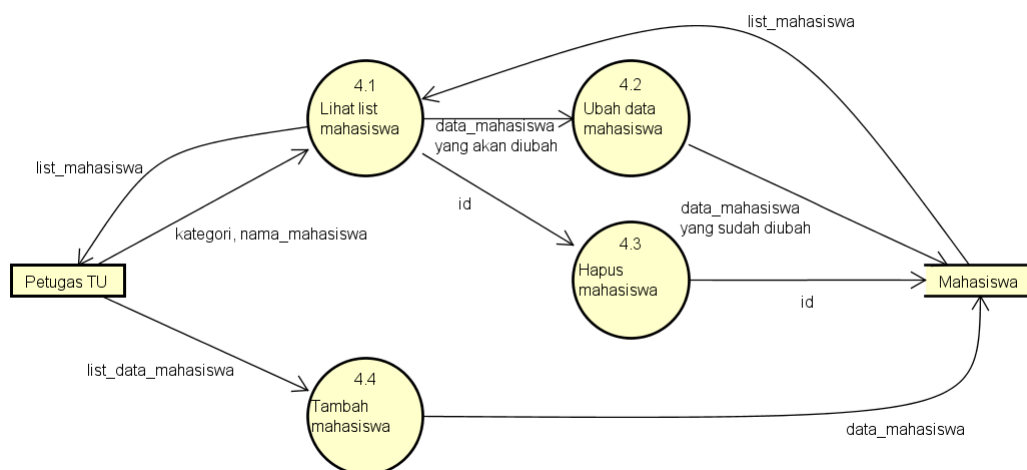 list_mahasiswa
4.1
Lihat list
mahasiswa
4.2
Ubah data
mahasiswa
data_mahasiswa
yang akan diubah
list_mahasiswa
id
kategori, nama_mahasiswa
data_mahasiswa
yang sudah diubah
4.3
Hapus
mahasiswa
Petugas TU
Mahasiswa
id
list_data_mahasiswa
4.4
Tambah
mahasiswa
data_mahasiswa